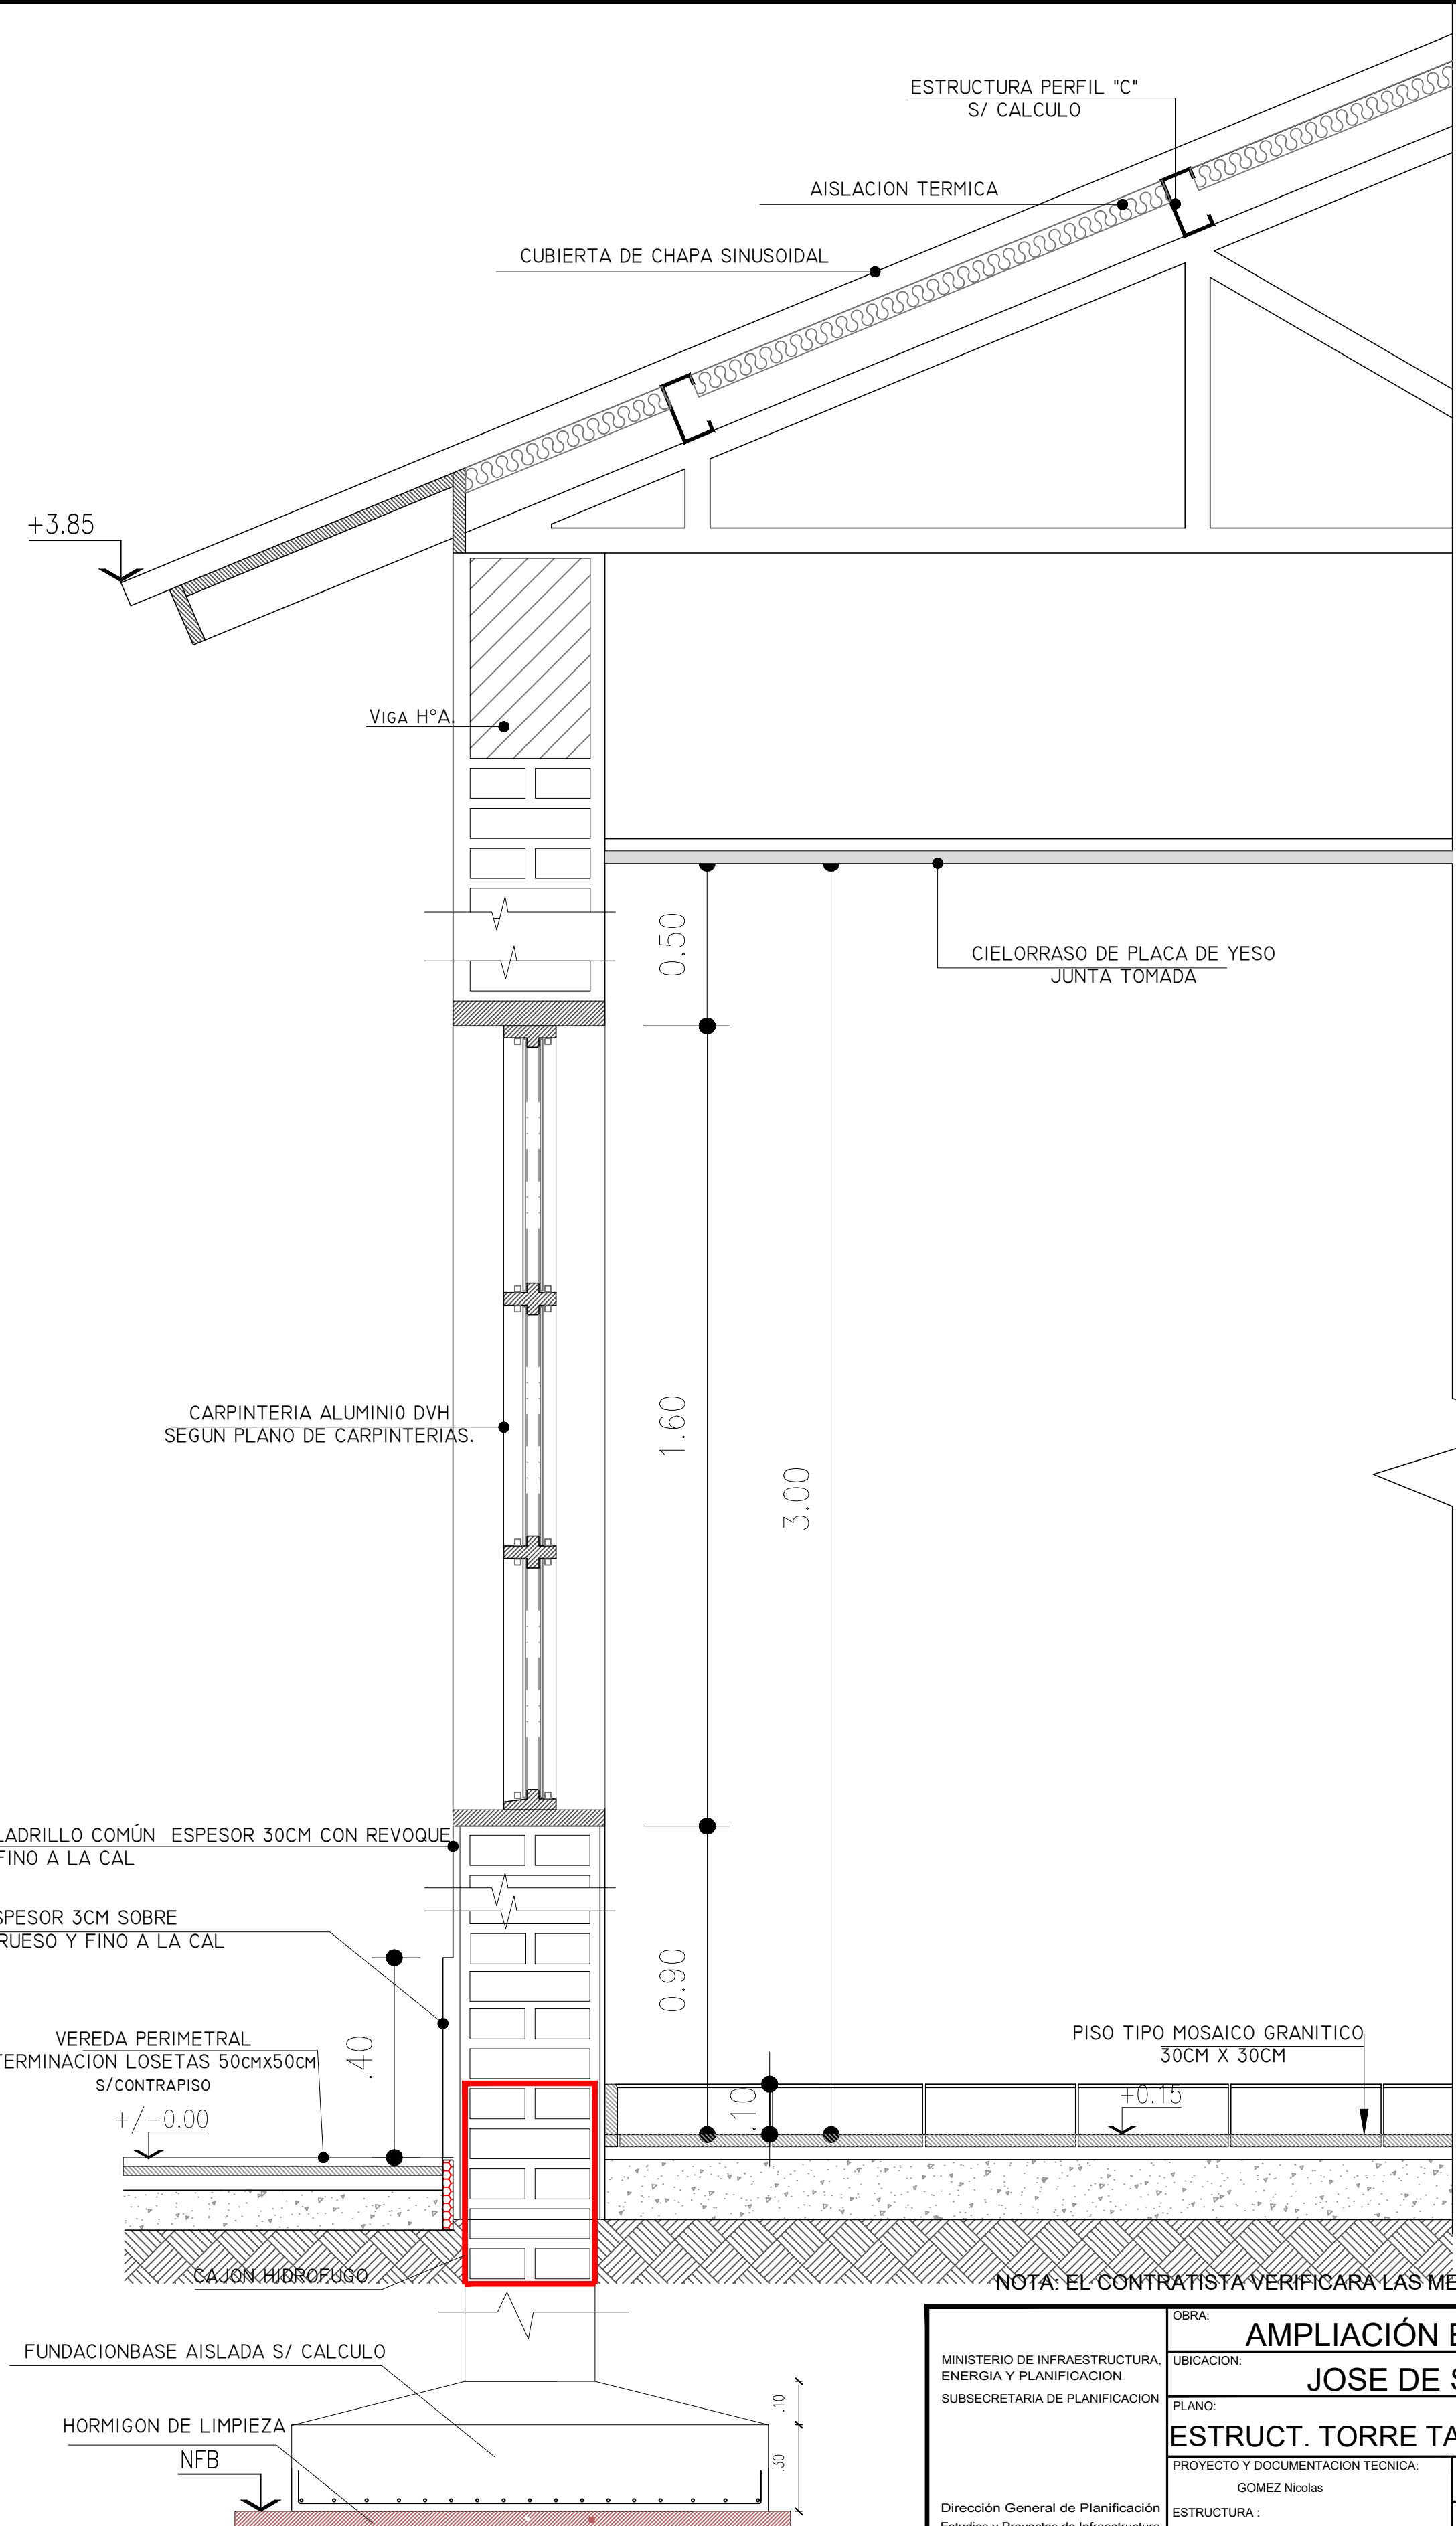 ESTRUCTURA PERFIL "C"
S/ CALCULO
AISLACION TERMICA
CUBIERTA DE CHAPA SINUSOIDAL
+3.85
VIGA HºA.
0.50
CIELORRASO DE PLACA DE YESO
JUNTA TOMADA
CARPINTERIA ALUMINIO DVH
SEGUN PLANO DE CARPINTERIAS.
1.60
3.00
LADRILLO COMÚN ESPESOR 30CM CON REVOQUE
FINO A LA CAL
SPESOR 3CM SOBRE
RUESO Y FINO A LA CAL
0.90
.40
VEREDA PERIMETRAL
TERMINACION LOSETAS 50CMX50CM
S/CONTRAPISO
+/-0.00
PISO TIPO MOSAICO GRANITICO
30CM X 30CM
.10
+0.15
CAJON HIDROFUGO
NOTA: EL CONTRATISTA VERIFICARA LAS ME
FUNDACIONBASE AISLADA S/ CALCULO
.10
HORMIGON DE LIMPIEZA
.30
NFB
MINISTERIO DE INFRAESTRUCTURA,
ENERGIA Y PLANIFICACION
SUBSECRETARIA DE PLANIFICACION
Dirección General de Planificación
Estudios y Proyectos de Infraestructura
OBRA:
AMPLIACIÓN E
UBICACION:
JOSE DE S
PLANO:
ESTRUCT. TORRE TA
PROYECTO Y DOCUMENTACION TECNICA:
GOMEZ Nicolas
ESTRUCTURA :